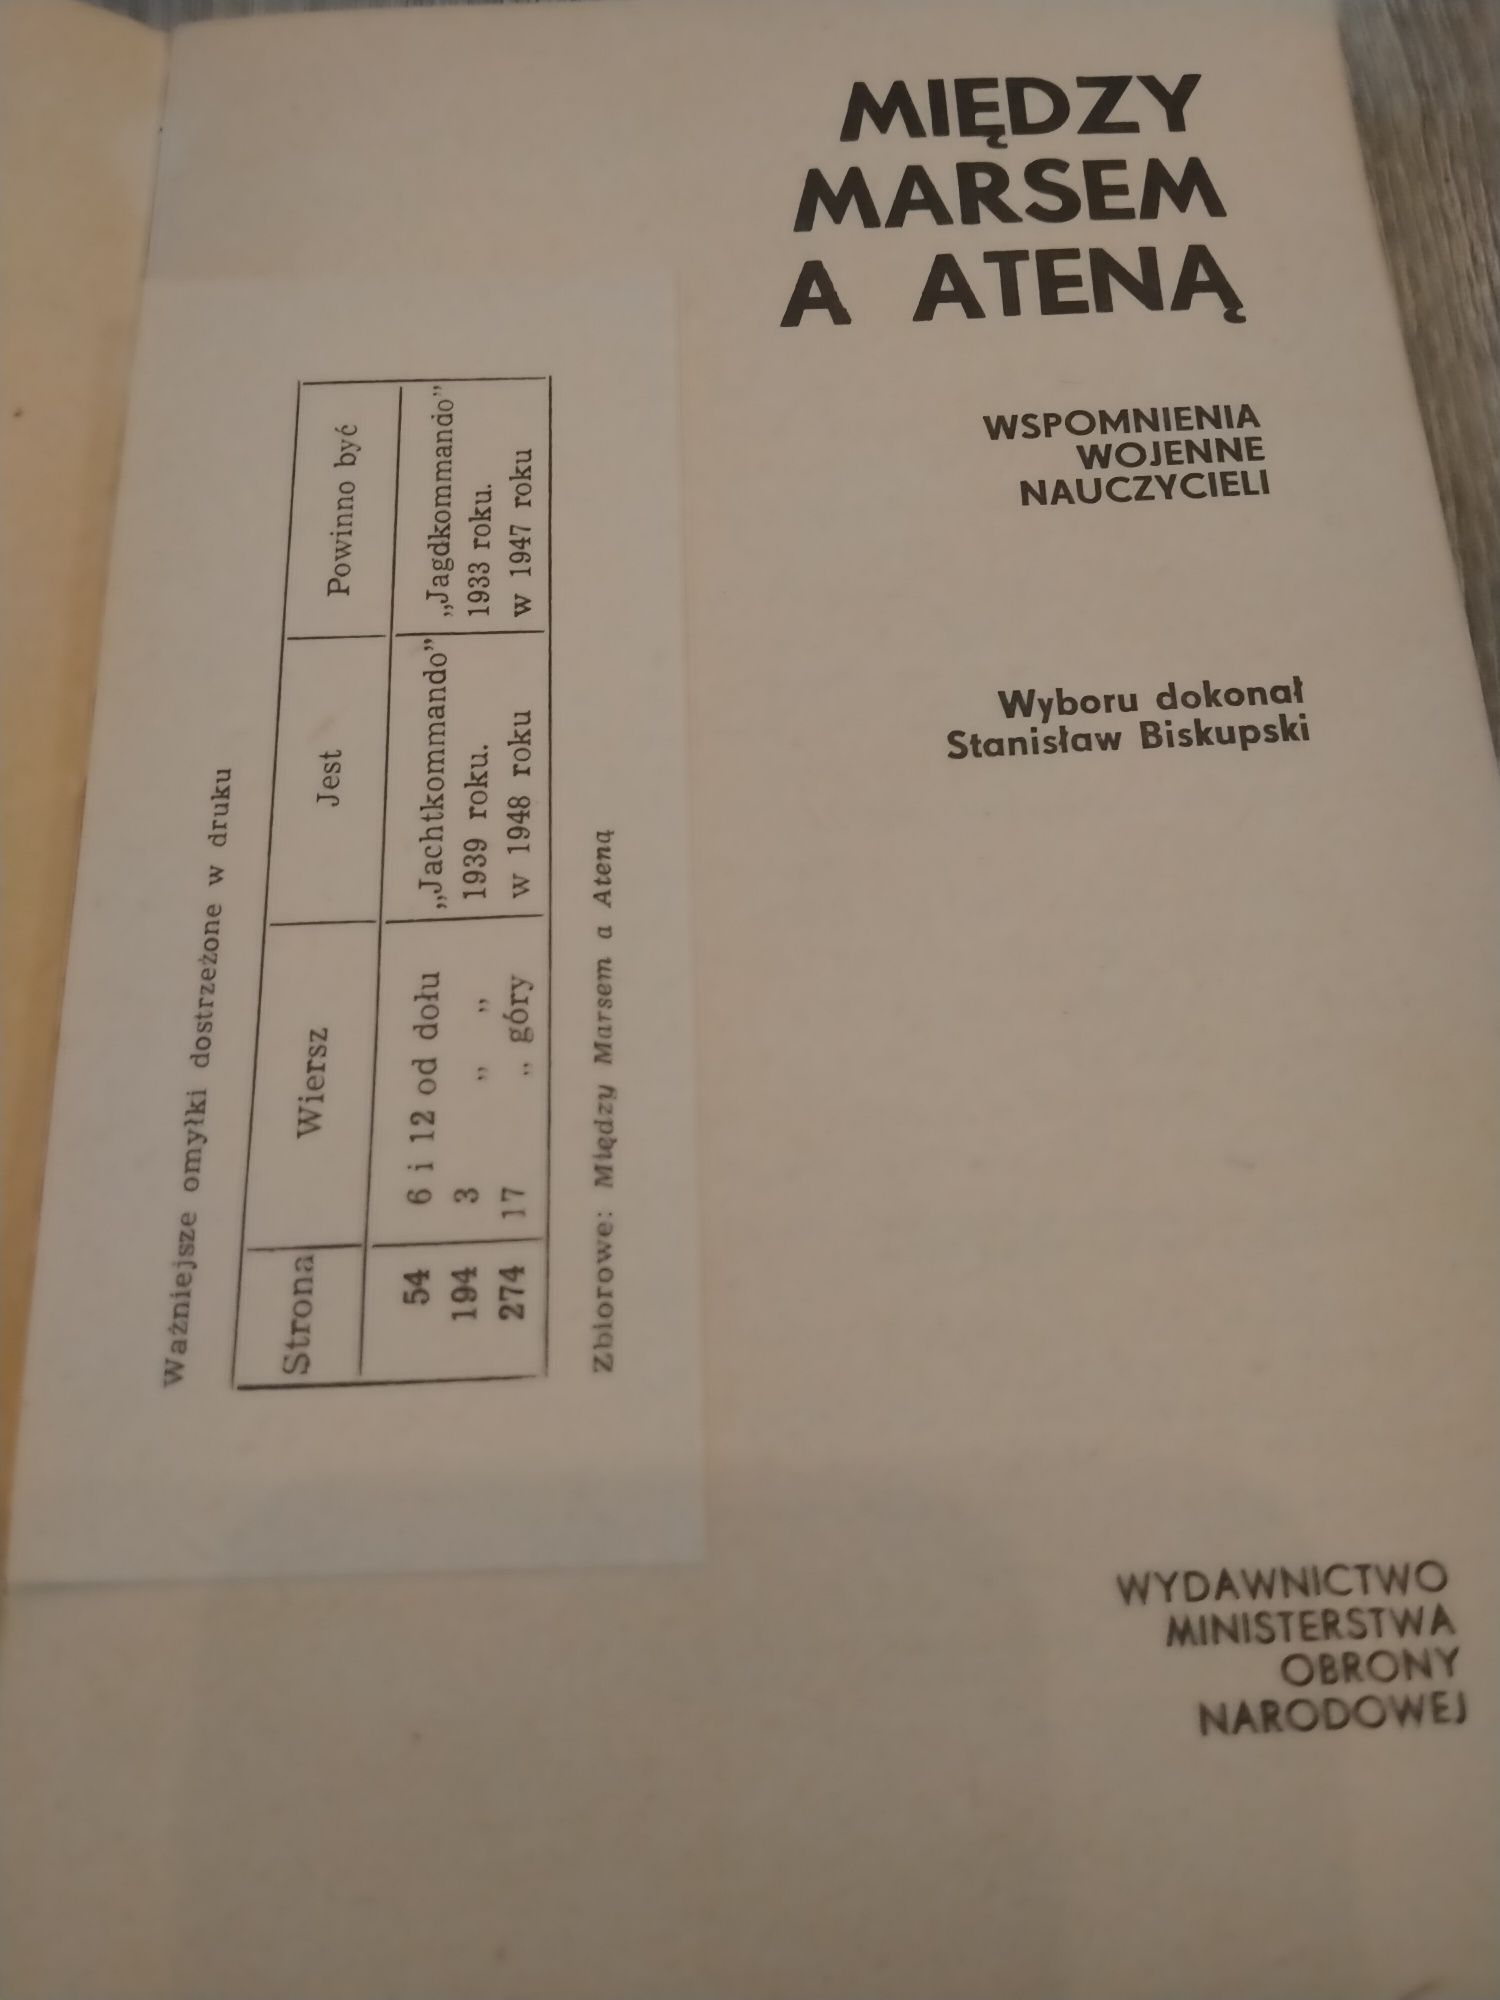 MIĘDZY
MARSEM
A ATENĄ
WSPOMNIENIA
WOJENNE
NAUCZYCIELI
Wyboru dokonał
Stanisław Biskupski
WYDAWNICTWO
MINISTERSTWA
OBRONY
NARODOWEJ
Ważniejsze omyłki dostrzeżone w druku
Strona Wiersz Jest Powinno być
54 6 i 12 od dołu „Jachtkommando” „Jagdkommando”
194 3 „ „ 1939 roku. 1933 roku.
274 17 „ góry w 1948 roku w 1947 roku
Zbiorowe: Między Marsem a Ateną